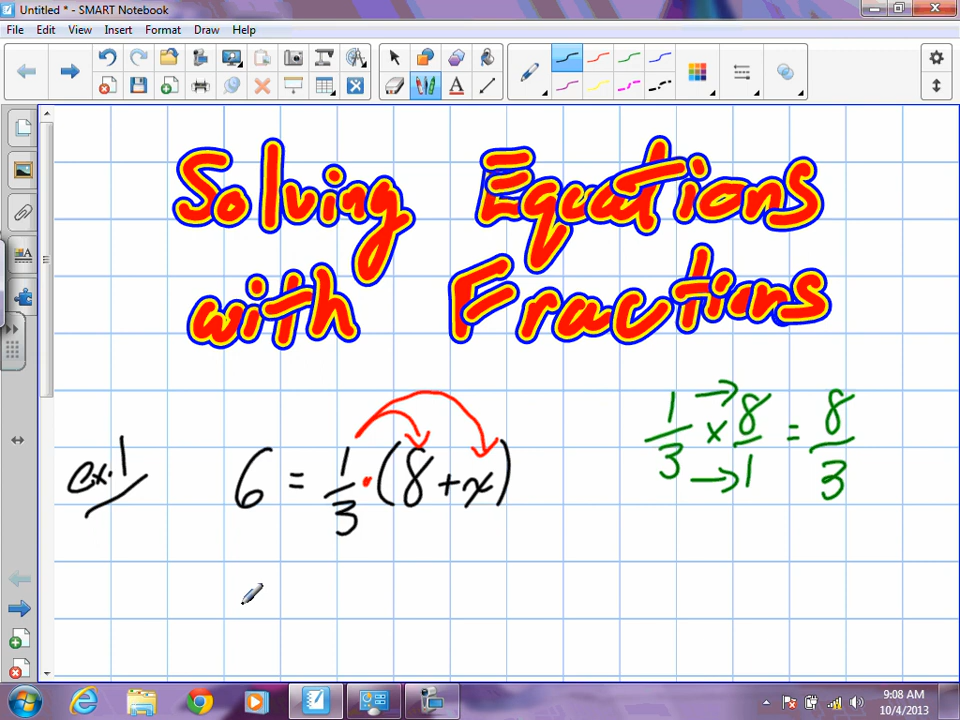 Untitled * - SMART Notebook
File Edit View Insert Format Draw Help
Solving Equations
with Fractions
ex. 1
6 = 1/3 • (8 + x)
1/3 × 8/1 = 8/3
9:08 AM
10/4/2013